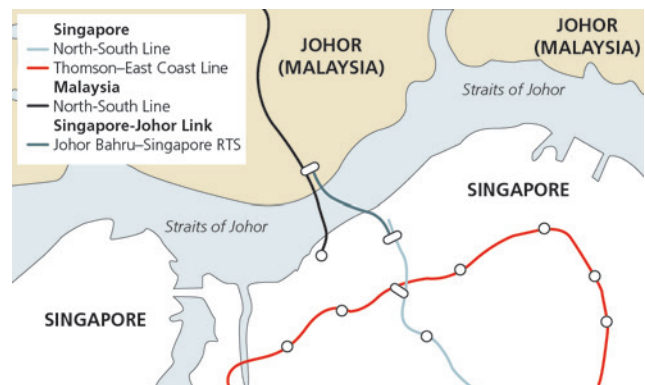 Singapore
North-South Line
Thomson–East Coast Line
Malaysia
North-South Line
Singapore-Johor Link
Johor Bahru–Singapore RTS
JOHOR
(MALAYSIA)
JOHOR
(MALAYSIA)
Straits of Johor
SINGAPORE
Straits of Johor
SINGAPORE